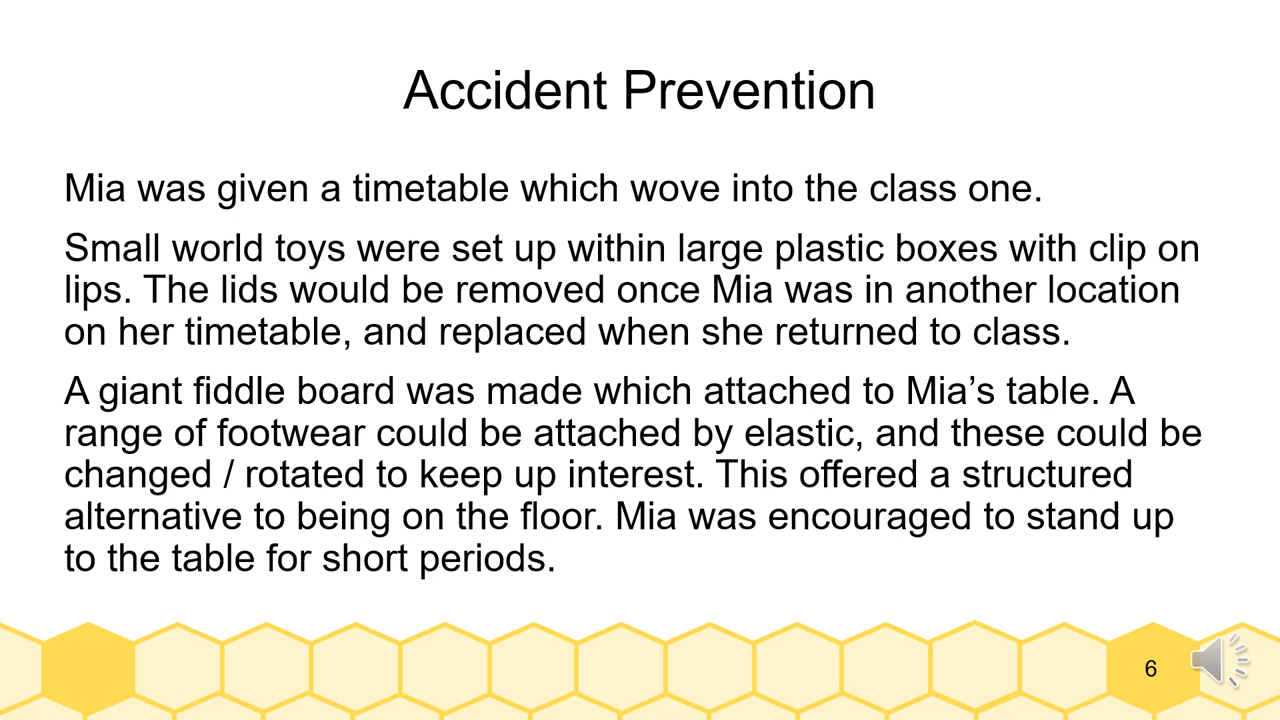 Accident Prevention
Mia was given a timetable which wove into the class one.
Small world toys were set up within large plastic boxes with clip on
lips. The lids would be removed once Mia was in another location
on her timetable, and replaced when she returned to class.
A giant fiddle board was made which attached to Mia’s table. A
range of footwear could be attached by elastic, and these could be
changed / rotated to keep up interest. This offered a structured
alternative to being on the floor. Mia was encouraged to stand up
to the table for short periods.
6